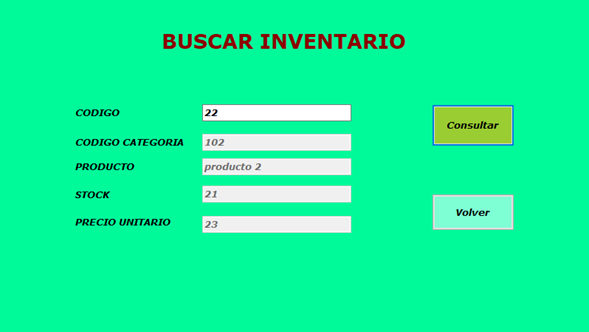 BUSCAR INVENTARIO
CODIGO 22
Consultar
CODIGO CATEGORIA 102
PRODUCTO producto 2
STOCK 21
Volver
PRECIO UNITARIO 23